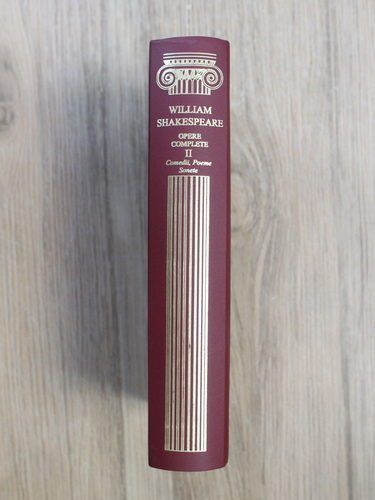 WILLIAM
SHAKESPEARE
OPERE
COMPLETE
II
Comedii, Poeme
Sonete